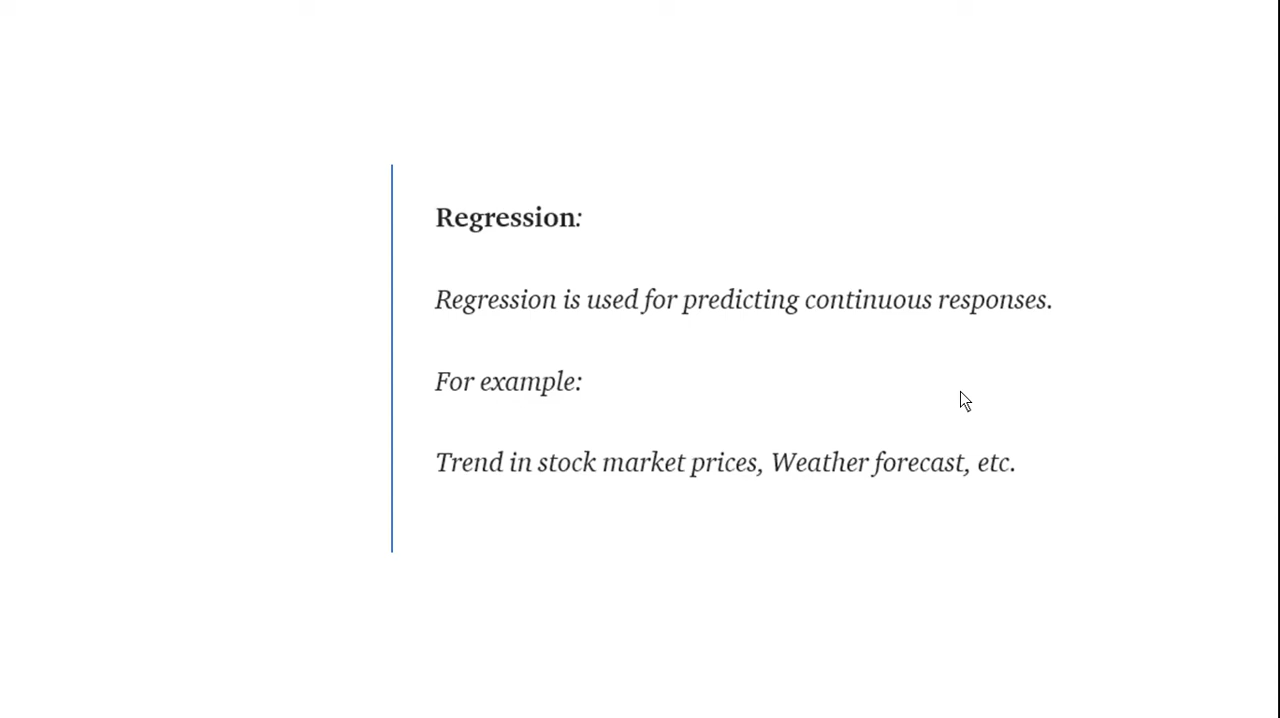 Regression:
Regression is used for predicting continuous responses.
For example:
Trend in stock market prices, Weather forecast, etc.